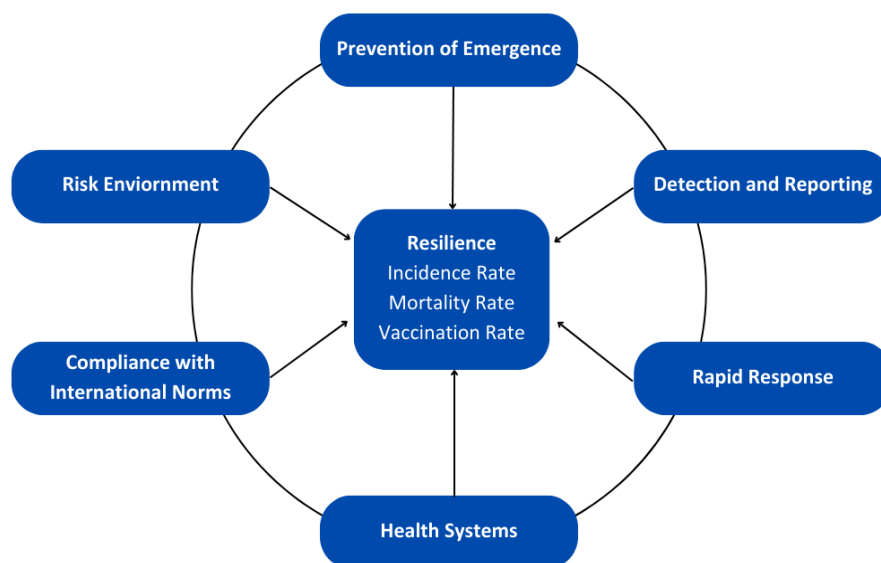 Prevention of Emergence
Risk Enviornment
Detection and Reporting
Resilience
Incidence Rate
Mortality Rate
Vaccination Rate
Compliance with
International Norms
Rapid Response
Health Systems